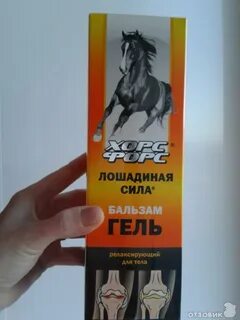 ХОРС®
ФОРС
ЛОШАДИНАЯ
СИЛА®
БАЛЬЗАМ
ГЕЛЬ
релаксирующий
для тела
ОТЗОВИК